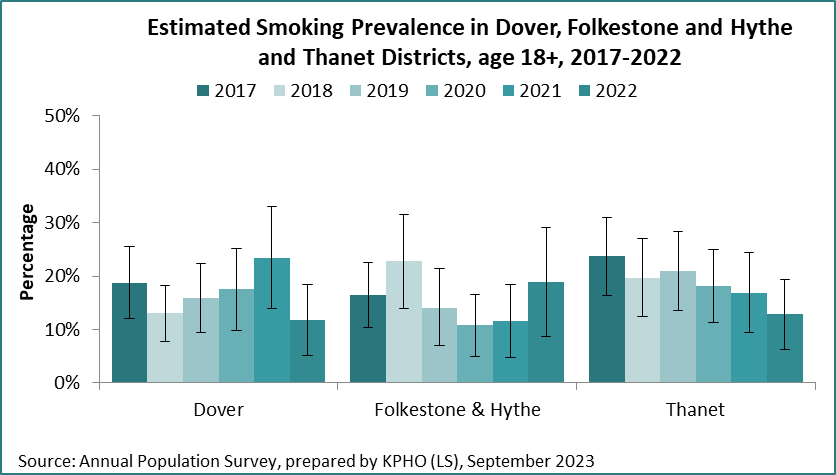 Estimated Smoking Prevalence in Dover, Folkestone and Hythe
and Thanet Districts, age 18+, 2017-2022
2017 2018 2019 2020 2021 2022
50%
40%
30%
20%
10%
0%
Percentage
Dover Folkestone & Hythe Thanet
Source: Annual Population Survey, prepared by KPHO (LS), September 2023